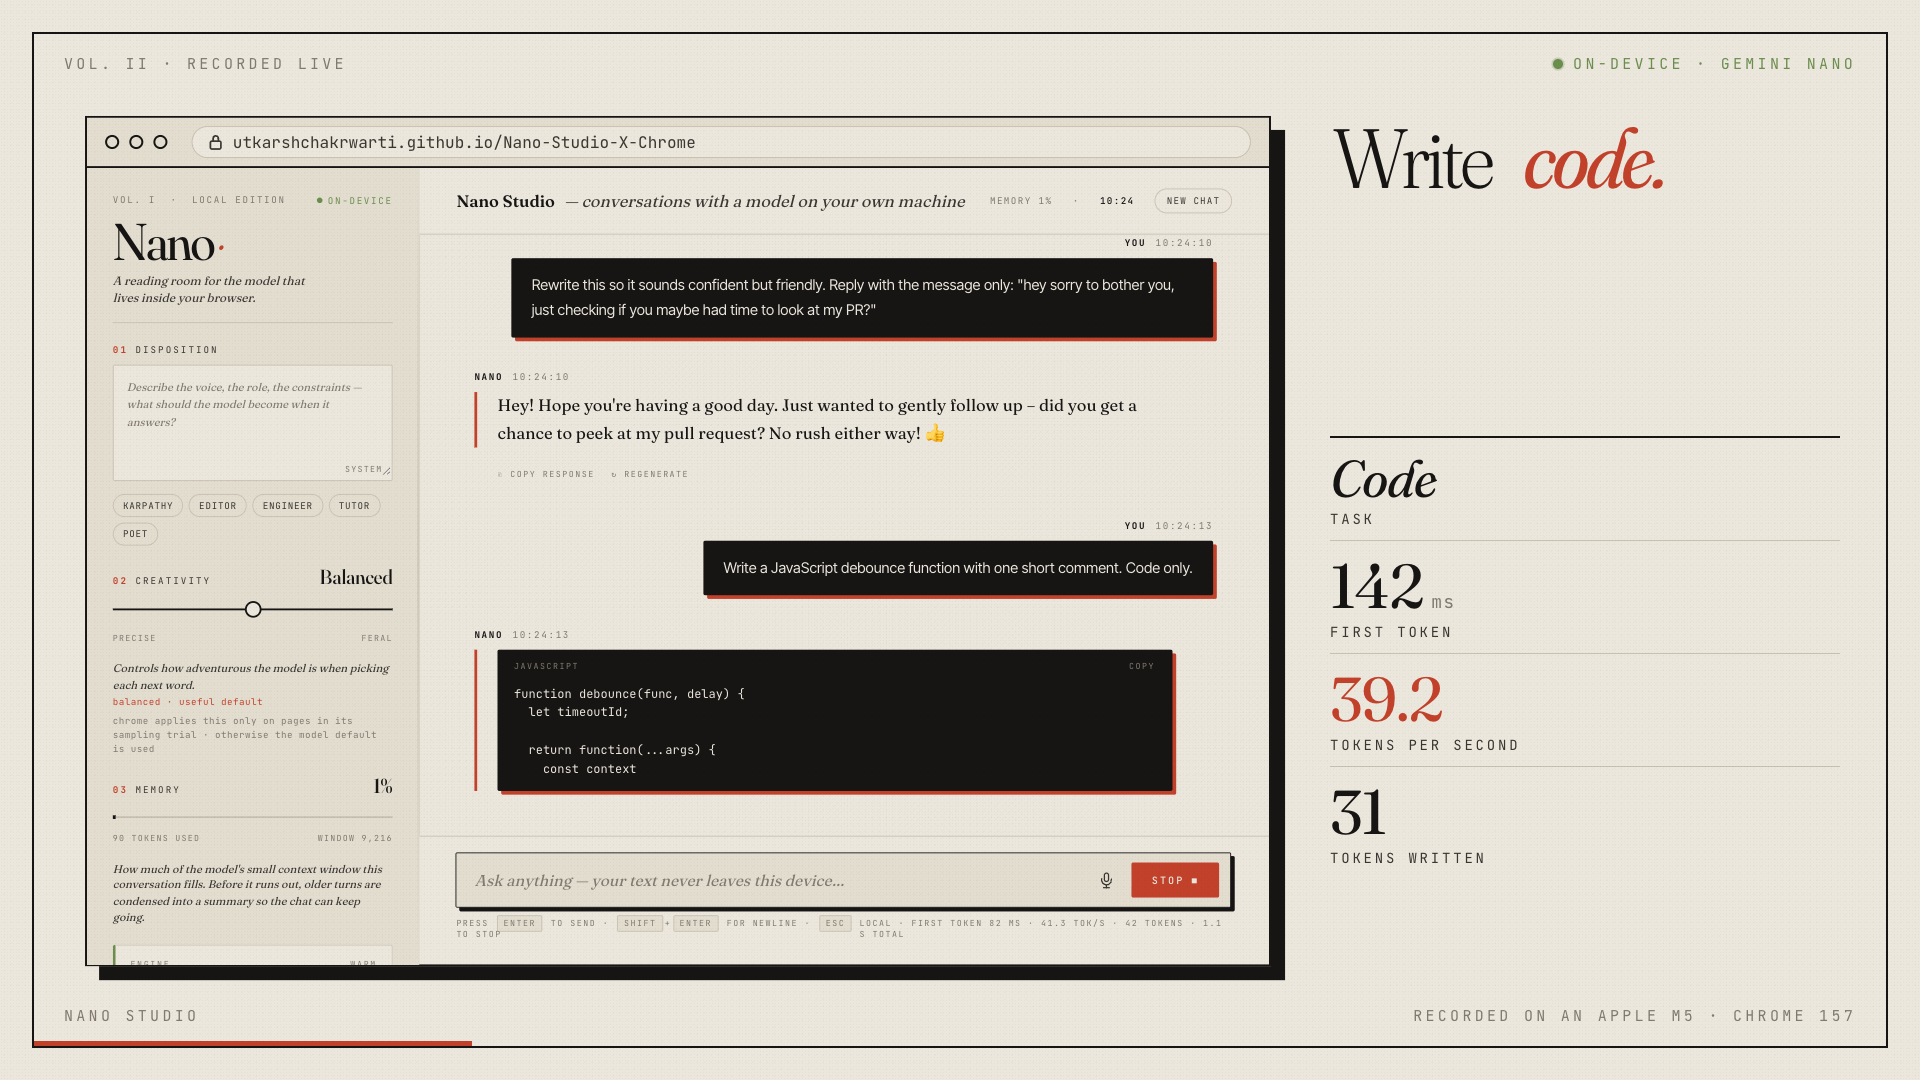 VOL. II · RECORDED LIVE
ON-DEVICE · GEMINI NANO
utkarshchakrwarti.github.io/Nano-Studio-X-Chrome
VOL. I · LOCAL EDITION
ON-DEVICE
Nano·
A reading room for the model that
lives inside your browser.
01 DISPOSITION
Describe the voice, the role, the constraints —
what should the model become when it
answers?
SYSTEM
KARPATHY
EDITOR
ENGINEER
TUTOR
POET
02 CREATIVITY
Balanced
PRECISE
FERAL
Controls how adventurous the model is when picking
each next word.
balanced · useful default
chrome applies this only on pages in its
sampling trial · otherwise the model default
is used
03 MEMORY
1%
90 TOKENS USED
WINDOW 9,216
How much of the model's small context window this
conversation fills. Before it runs out, older turns are
condensed into a summary so the chat can keep
going.
ENGINE
WARM
Nano Studio — conversations with a model on your own machine
MEMORY 1% · 10:24
NEW CHAT
YOU 10:24:10
Rewrite this so it sounds confident but friendly. Reply with the message only: "hey sorry to bother you,
just checking if you maybe had time to look at my PR?"
NANO 10:24:10
Hey! Hope you're having a good day. Just wanted to gently follow up – did you get a
chance to peek at my pull request? No rush either way! 👍
COPY RESPONSE ↻ REGENERATE
YOU 10:24:13
Write a JavaScript debounce function with one short comment. Code only.
NANO 10:24:13
JAVASCRIPT
COPY
function debounce(func, delay) {
  let timeoutId;
  return function(...args) {
    const context
Ask anything — your text never leaves this device...
STOP ■
PRESS ENTER TO SEND · SHIFT + ENTER FOR NEWLINE · ESC
TO STOP
LOCAL · FIRST TOKEN 82 MS · 41.3 TOK/S · 42 TOKENS · 1.1
S TOTAL
Write code.
Code
TASK
142 ms
FIRST TOKEN
39.2
TOKENS PER SECOND
31
TOKENS WRITTEN
NANO STUDIO
RECORDED ON AN APPLE M5 · CHROME 157